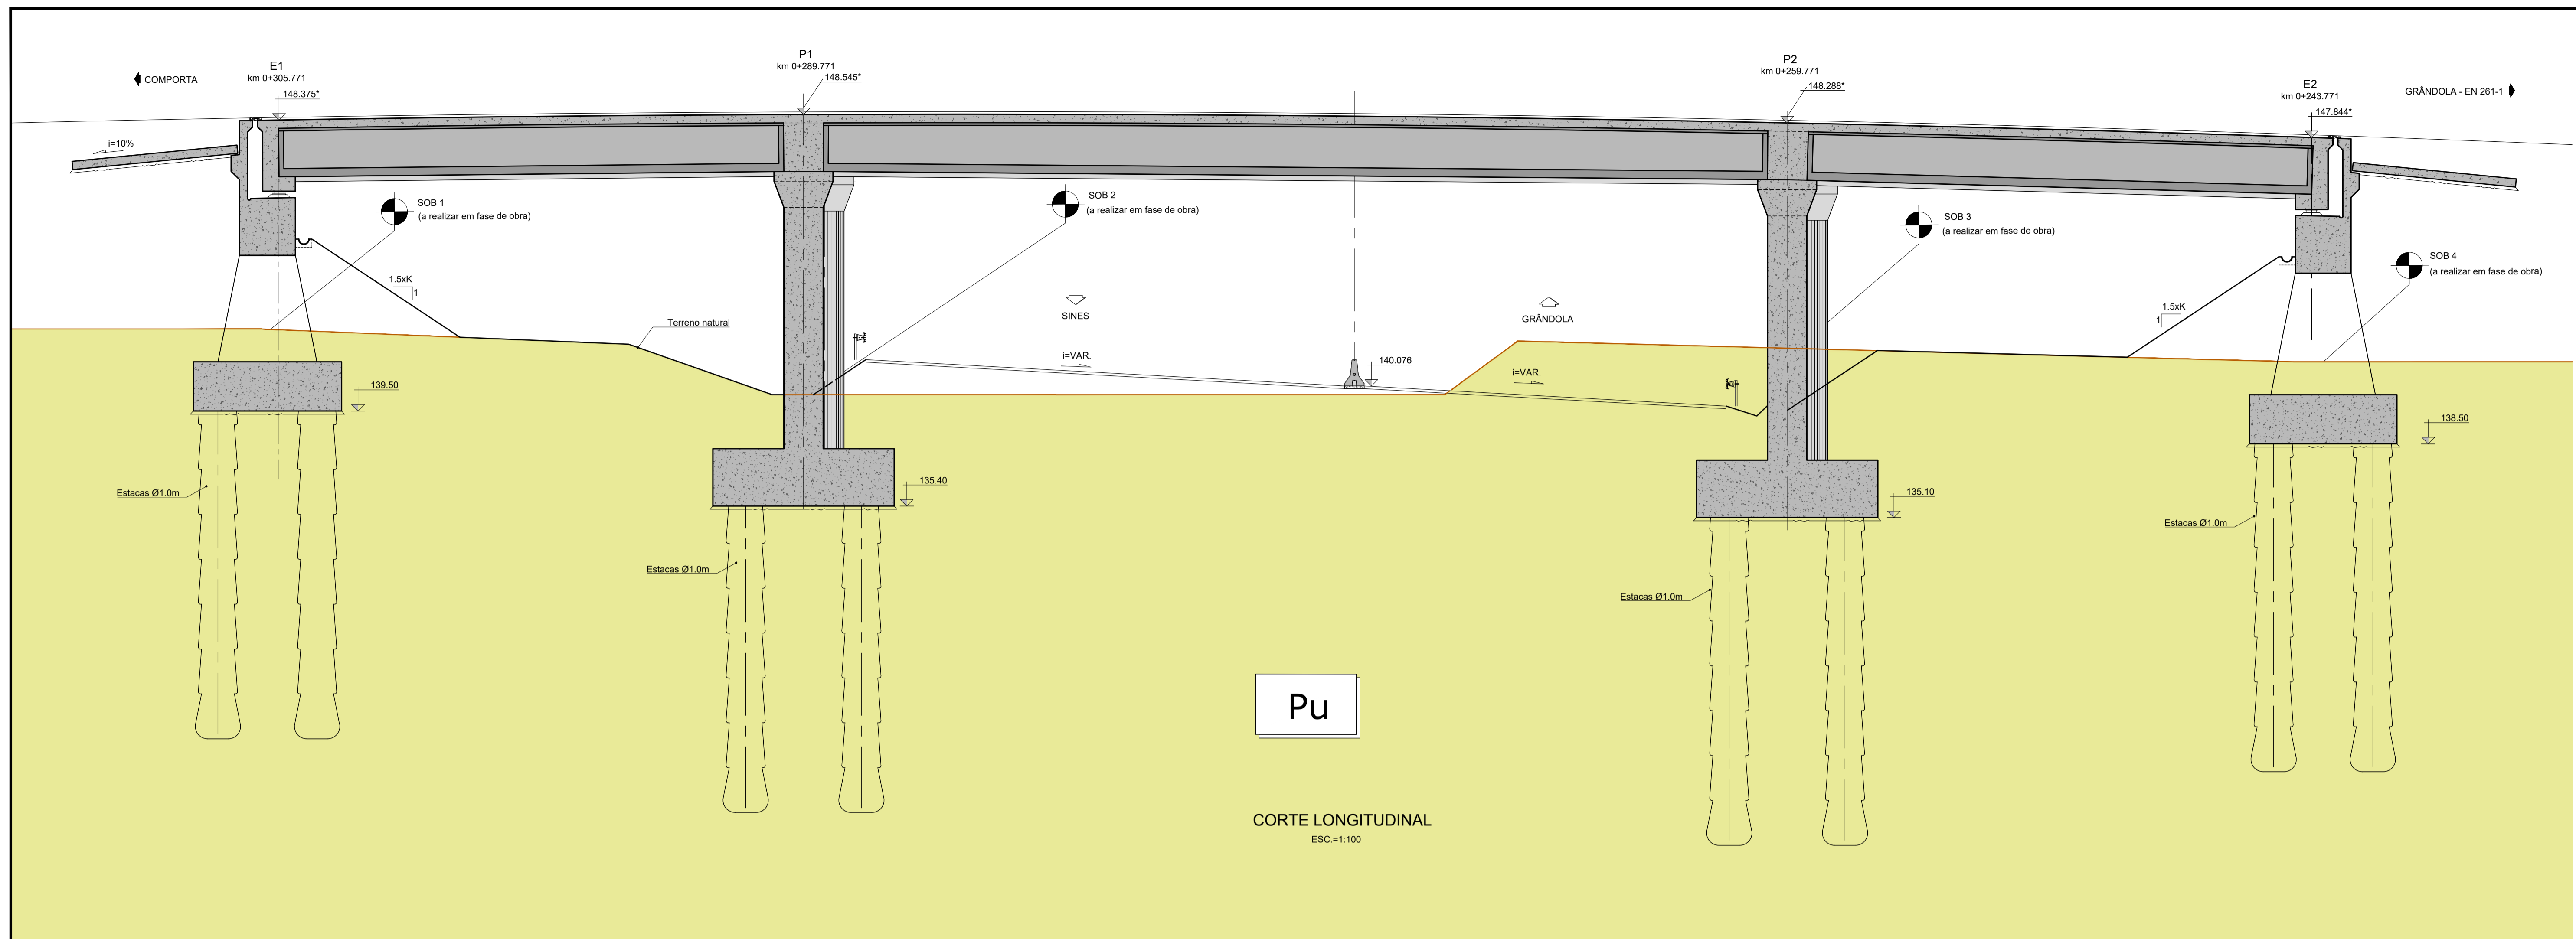 E1
km 0+305.771
148.375*
COMPORTA
P1
km 0+289.771
148.545*
P2
km 0+259.771
148.288*
E2
km 0+243.771
147.844*
GRÂNDOLA - EN 261-1
i=10%
SOB 1
(a realizar em fase de obra)
SOB 2
(a realizar em fase de obra)
SOB 3
(a realizar em fase de obra)
SOB 4
(a realizar em fase de obra)
1.5xK
1
SINES
GRÂNDOLA
1.5xK
1
Terreno natural
i=VAR.
140.076
i=VAR.
139.50
138.50
135.40
135.10
Estacas Ø1.0m
Estacas Ø1.0m
Estacas Ø1.0m
Estacas Ø1.0m
Pu
CORTE LONGITUDINAL
ESC.=1:100